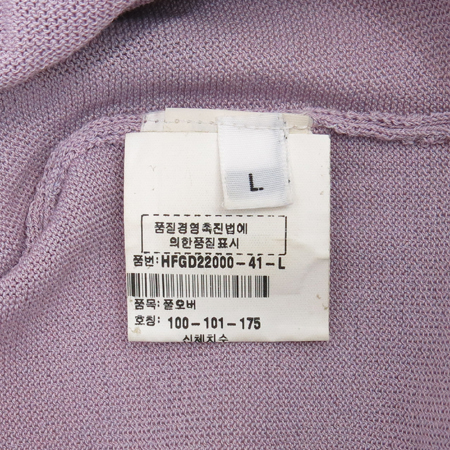 L
품질경영촉진법에
의한품질표시
품번:HFGD22000-41-L
품목:풀오버
호칭: 100-101-175
신체치수